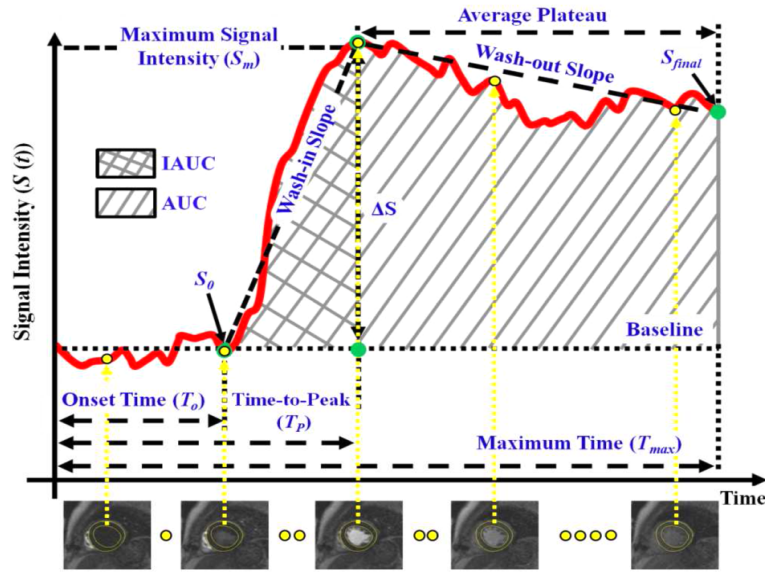 Average Plateau
Maximum Signal
Intensity (Sm)
Wash-out Slope
Sfinal
Signal Intensity (S (t))
IAUC
AUC
Wash-in Slope
ΔS
S0
Baseline
Onset Time (To)
Time-to-Peak
(TP)
Maximum Time (Tmax)
Time